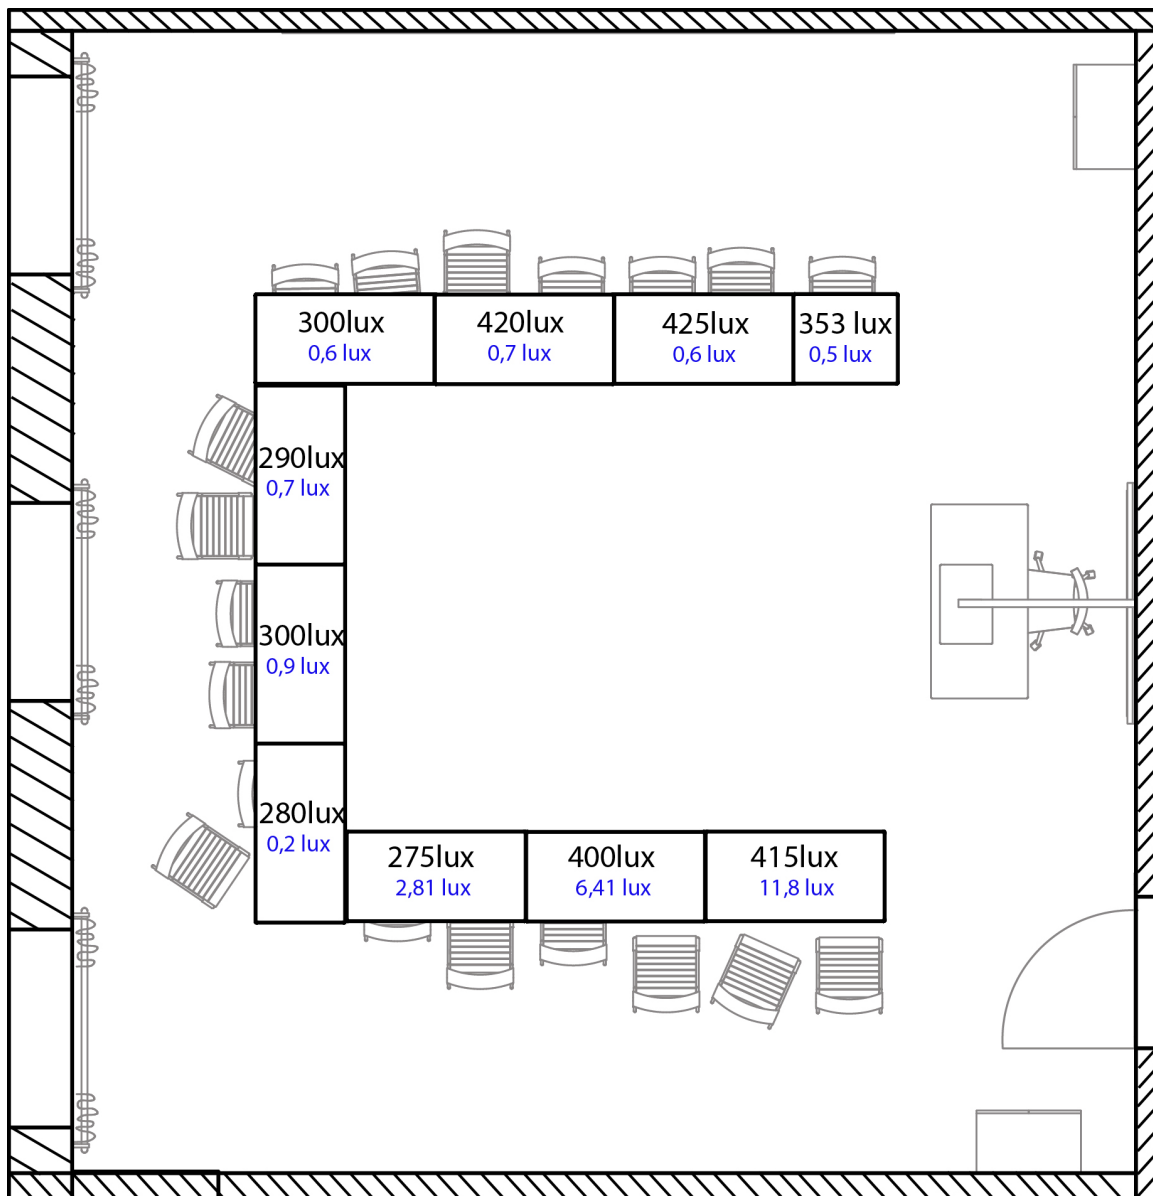 300lux
0,6 lux
420lux
0,7 lux
425lux
0,6 lux
353 lux
0,5 lux
290lux
0,7 lux
300lux
0,9 lux
280lux
0,2 lux
275lux
2,81 lux
400lux
6,41 lux
415lux
11,8 lux